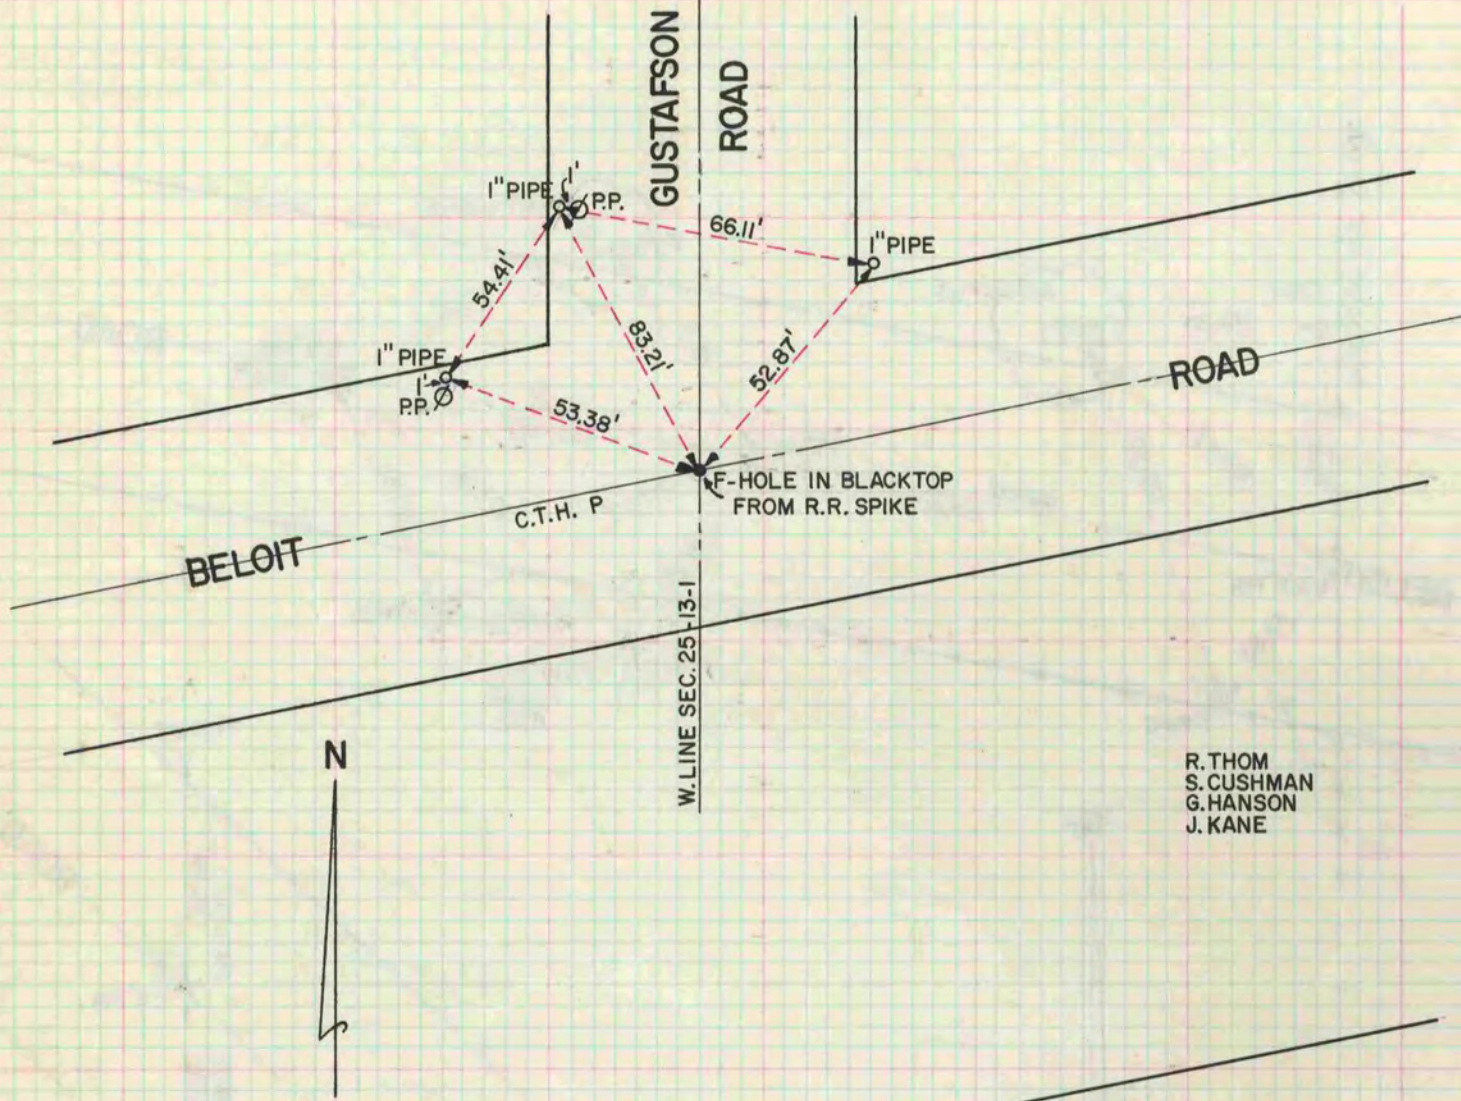 GUSTAFSON
ROAD
1"PIPE
1'
P.P.
66.11'
1"PIPE
54.41'
83.21'
52.87'
1"PIPE
1'
P.P.
53.38'
ROAD
F-HOLE IN BLACKTOP
FROM R.R. SPIKE
C.T.H. P
BELOIT
W. LINE SEC. 25-13-1
N
R. THOM
S. CUSHMAN
G. HANSON
J. KANE